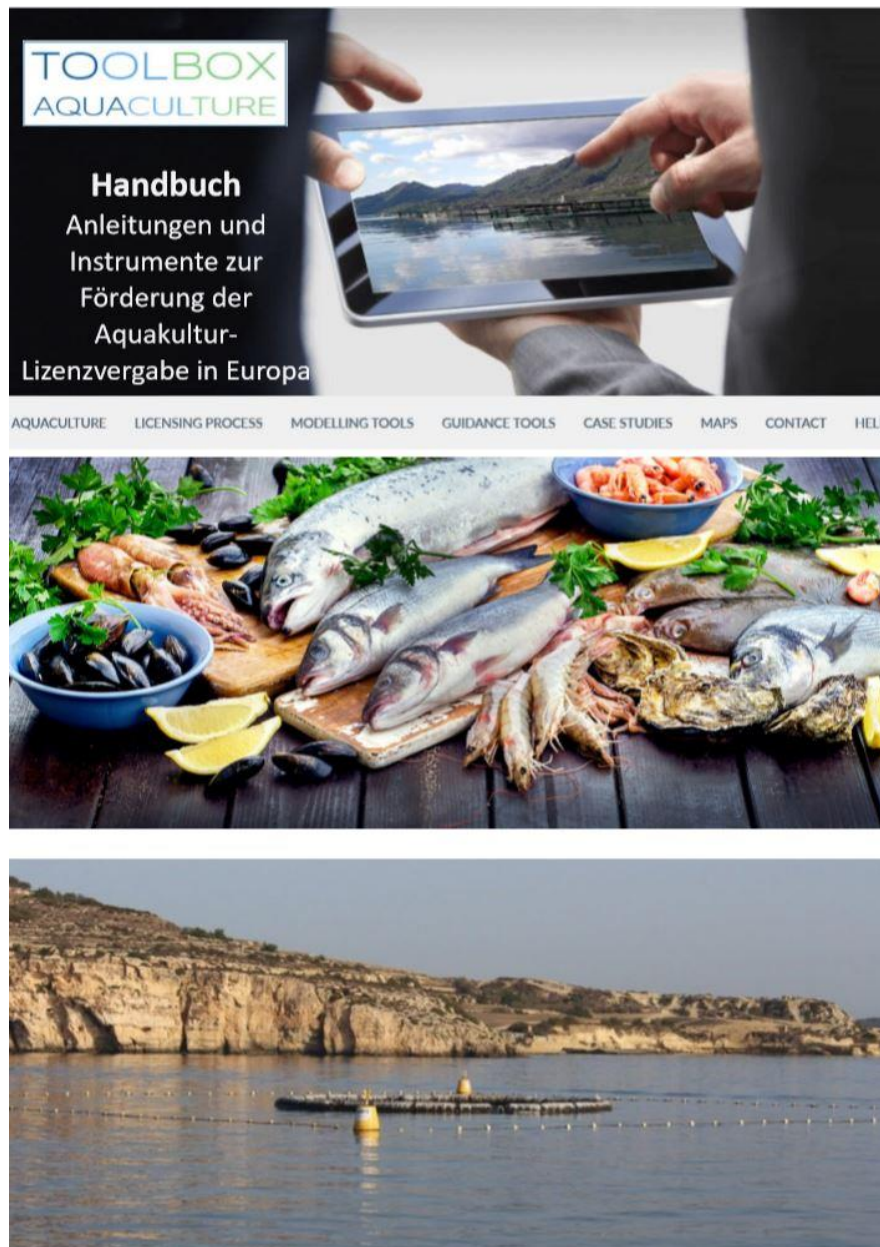 TOOLBOX
AQUACULTURE
Handbuch
Anleitungen und
Instrumente zur
Förderung der
Aquakultur-
Lizenzvergabe in Europa
AQUACULTURE LICENSING PROCESS MODELLING TOOLS GUIDANCE TOOLS CASE STUDIES MAPS CONTACT HEL